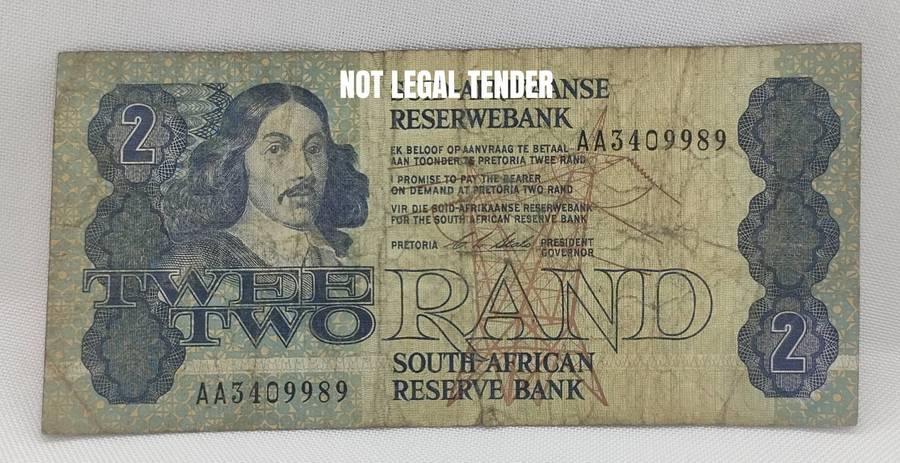 NOT LEGAL TENDER
2
SUID-AFRIKAANSE
RESERWEBANK
AA3409989
EK BELOOF OP AANVRAAG TE BETAAL
AAN TOONDER TE PRETORIA TWEE RAND
I PROMISE TO PAY THE BEARER
ON DEMAND AT PRETORIA TWO RAND
VIR DIE SUID-AFRIKAANSE RESERWEBANK
FOR THE SOUTH AFRICAN RESERVE BANK
PRETORIA
PRESIDENT
GOVERNOR
TWEE
TWO
RAND
2
SOUTH AFRICAN
RESERVE BANK
AA3409989